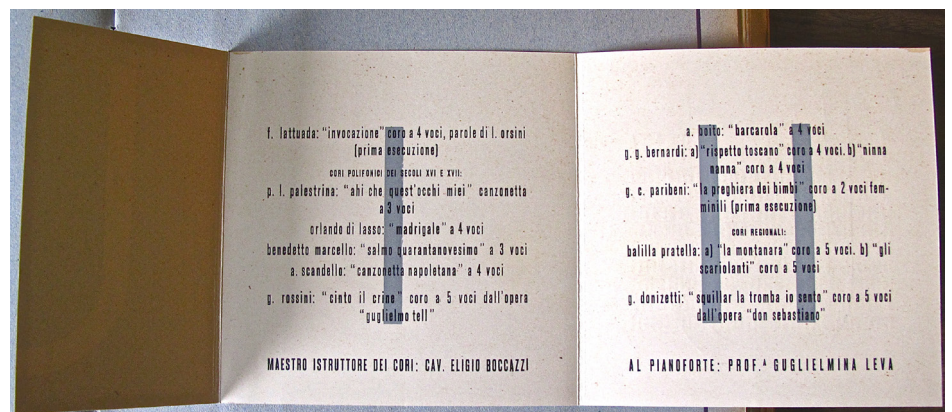 f. lattuada: "invocazione" coro a 4 voci, parole di l. orsini
(prima esecuzione)
CORI POLIFONICI DEI SECOLI XVI E XVII:
p. l. palestrina: "ahi che quest'occhi miei" canzonetta
a 3 voci
orlando di lasso: "madrigale" a 4 voci
benedetto marcello: "salmo quarantanovesimo" a 3 voci
a. scandello: "canzonetta napoletana" a 4 voci
g. rossini: "cinto il crine" coro a 5 voci dall'opera
"guglielmo tell"
MAESTRO ISTRUTTORE DEI CORI: CAV. ELIGIO BOCCAZZI
a. boito: "barcarola" a 4 voci
g. g. bernardi: a) "rispetto toscano" coro a 4 voci. b) "ninna
nanna" coro a 4 voci
g. c. paribeni: "la preghiera dei bimbi" coro a 2 voci fem-
minili (prima esecuzione)
CORI REGIONALI:
balilla pratella: a) "la montanara" coro a 5 voci. b) "gli
scariolanti" coro a 5 voci
g. donizetti: "squillar la tromba io sento" coro a 5 voci
dall'opera "don sebastiano"
AL PIANOFORTE: PROF.ᴬ GUGLIELMINA LEVA